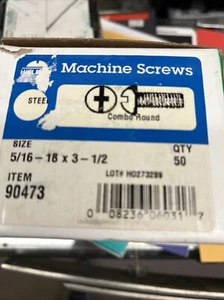 Machine Screws
STEEL
Combo Round
SIZE
QTY
5/16-18 x 3-1/2
50
ITEM
LOT# H0273289
90473
0 08236 06031 7